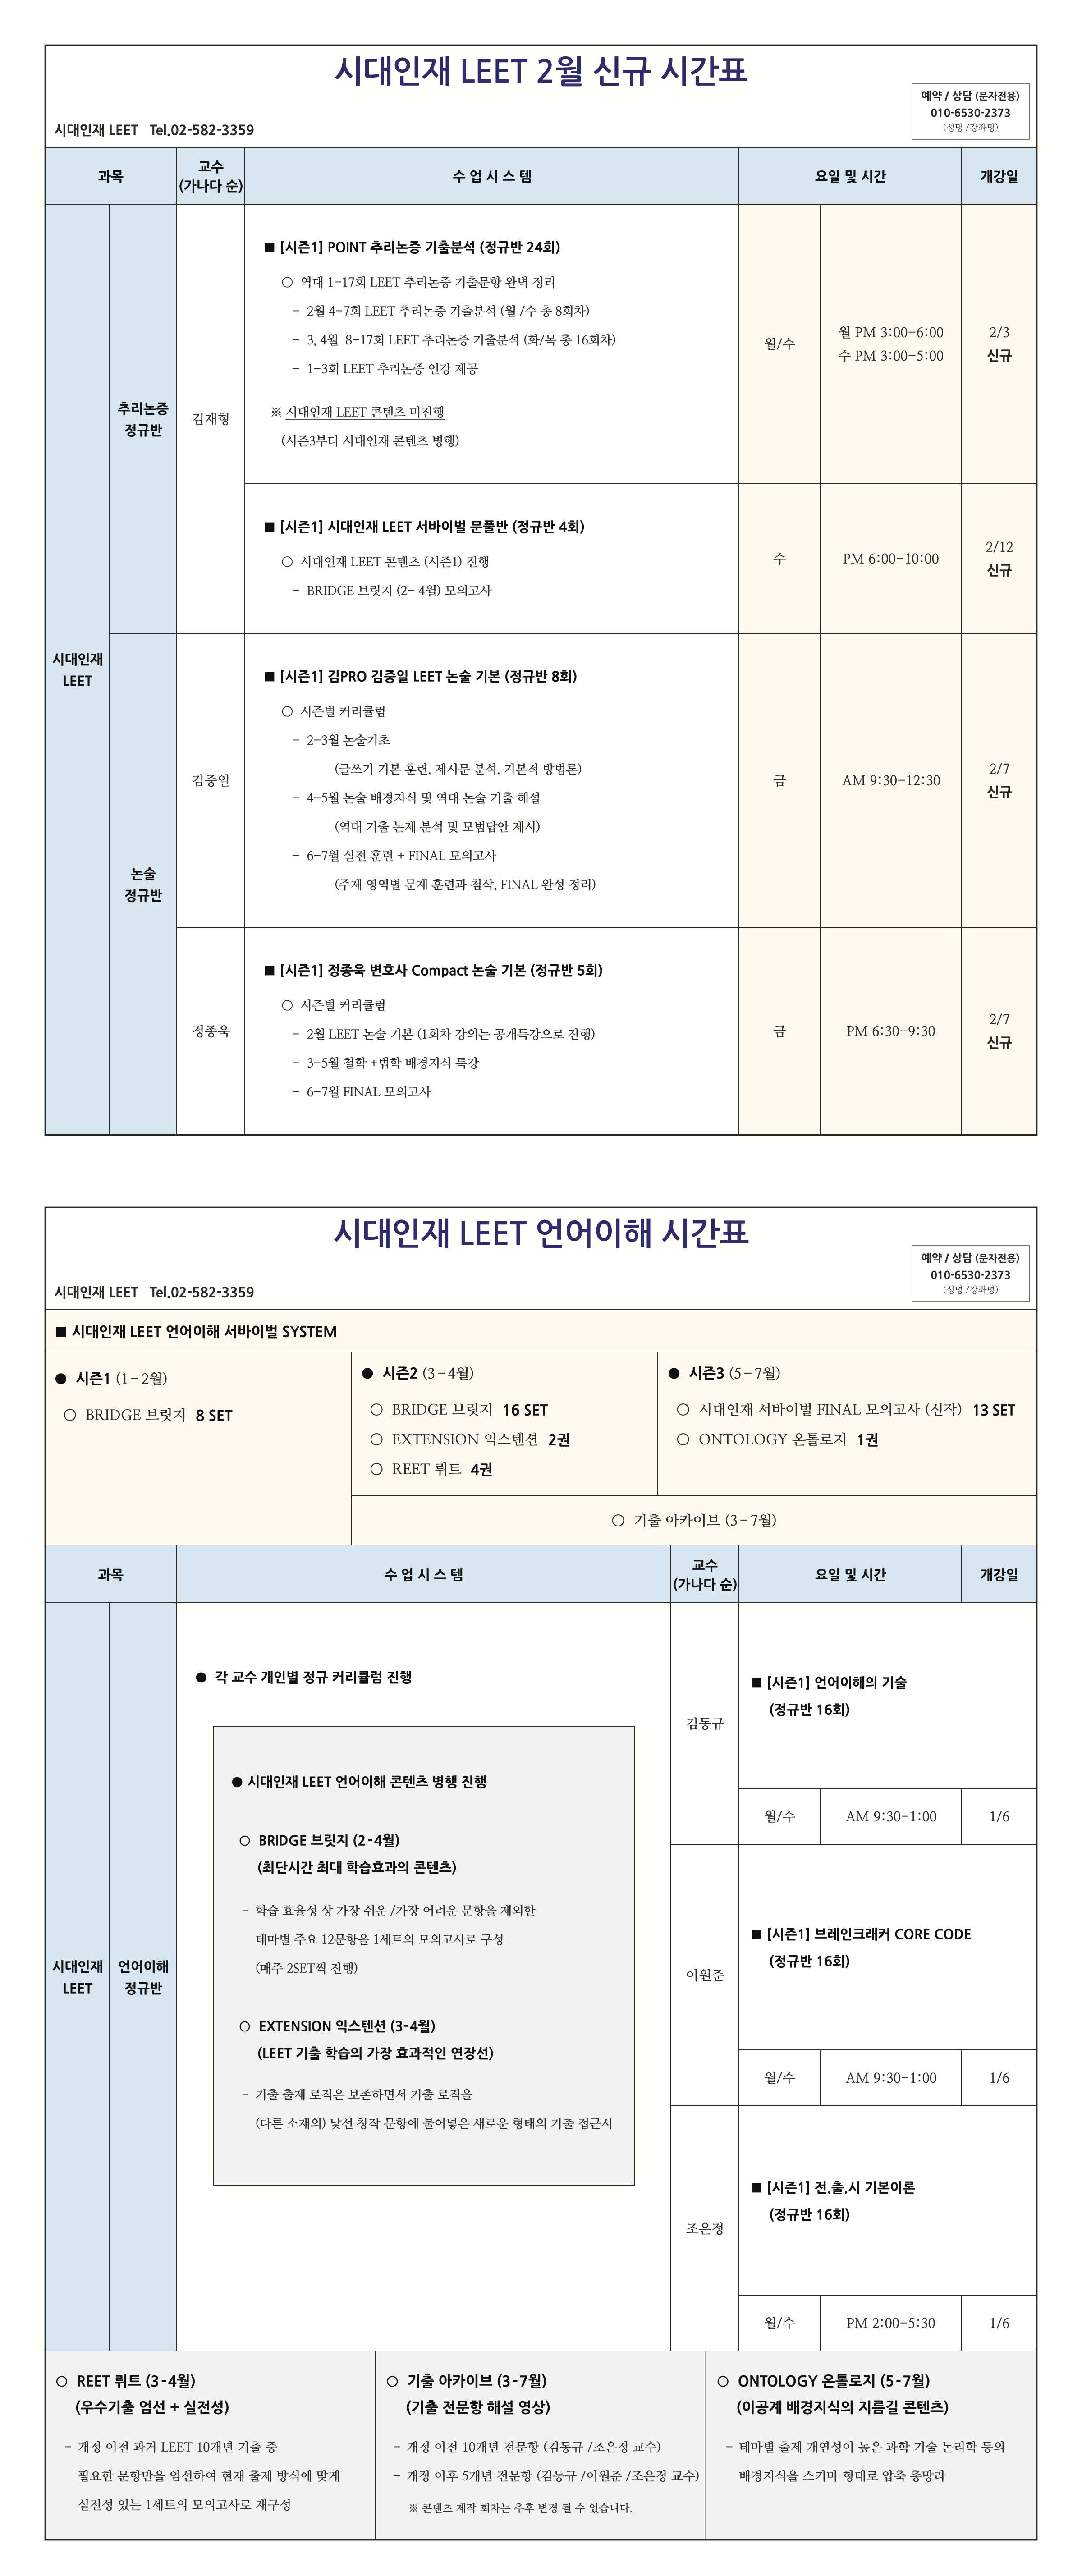 시대인재 LEET 2월 신규 시간표
예약 / 상담 (문자전용)
010-6530-2373
(성명 /강좌명)
시대인재 LEET Tel.02-582-3359
과목
교수
(가나다 순)
수 업 시 스 템
요일 및 시간
개강일
시대인재
LEET
추리논증
정규반
김재형
■ [시즌1] POINT 추리논증 기출분석 (정규반 24회)
○ 역대 1-17회 LEET 추리논증 기출문항 완벽 정리
- 2월 4-7회 LEET 추리논증 기출분석 (월 /수 총 8회차)
- 3, 4월 8-17회 LEET 추리논증 기출분석 (화/목 총 16회차)
- 1-3회 LEET 추리논증 인강 제공
※ 시대인재 LEET 콘텐츠 미진행
(시즌3부터 시대인재 콘텐츠 병행)
월/수
월 PM 3:00-6:00
수 PM 3:00-5:00
2/3
신규
■ [시즌1] 시대인재 LEET 서바이벌 문풀반 (정규반 4회)
○ 시대인재 LEET 콘텐츠 (시즌1) 진행
- BRIDGE 브릿지 (2- 4월) 모의고사
수
PM 6:00-10:00
2/12
신규
논술
정규반
김중일
■ [시즌1] 김PRO 김중일 LEET 논술 기본 (정규반 8회)
○ 시즌별 커리큘럼
- 2-3월 논술기초
(글쓰기 기본 훈련, 제시문 분석, 기본적 방법론)
- 4-5월 논술 배경지식 및 역대 논술 기출 해설
(역대 기출 논제 분석 및 모범답안 제시)
- 6-7월 실전 훈련 + FINAL 모의고사
(주제 영역별 문제 훈련과 첨삭, FINAL 완성 정리)
금
AM 9:30-12:30
2/7
신규
정종욱
■ [시즌1] 정종욱 변호사 Compact 논술 기본 (정규반 5회)
○ 시즌별 커리큘럼
- 2월 LEET 논술 기본 (1회차 강의는 공개특강으로 진행)
- 3-5월 철학 +법학 배경지식 특강
- 6-7월 FINAL 모의고사
금
PM 6:30-9:30
2/7
신규
시대인재 LEET 언어이해 시간표
예약 / 상담 (문자전용)
010-6530-2373
(성명 /강좌명)
시대인재 LEET Tel.02-582-3359
■ 시대인재 LEET 언어이해 서바이벌 SYSTEM
● 시즌1 (1-2월)
○ BRIDGE 브릿지 8 SET
● 시즌2 (3-4월)
○ BRIDGE 브릿지 16 SET
○ EXTENSION 익스텐션 2권
○ REET 뤼트 4권
● 시즌3 (5-7월)
○ 시대인재 서바이벌 FINAL 모의고사 (신작) 13 SET
○ ONTOLOGY 온톨로지 1권
○ 기출 아카이브 (3-7월)
과목
수 업 시 스 템
교수
(가나다 순)
요일 및 시간
개강일
시대인재
LEET
언어이해
정규반
● 각 교수 개인별 정규 커리큘럼 진행
● 시대인재 LEET 언어이해 콘텐츠 병행 진행
○ BRIDGE 브릿지 (2-4월)
(최단시간 최대 학습효과의 콘텐츠)
- 학습 효율성 상 가장 쉬운 /가장 어려운 문항을 제외한
테마별 주요 12문항을 1세트의 모의고사로 구성
(매주 2SET씩 진행)
○ EXTENSION 익스텐션 (3-4월)
(LEET 기출 학습의 가장 효과적인 연장선)
- 기출 출제 로직은 보존하면서 기출 로직을
(다른 소재의) 낯선 창작 문항에 불어넣은 새로운 형태의 기출 접근서
김동규
■ [시즌1] 언어이해의 기술
(정규반 16회)
월/수
AM 9:30-1:00
1/6
이원준
■ [시즌1] 브레인크래커 CORE CODE
(정규반 16회)
월/수
AM 9:30-1:00
1/6
조은정
■ [시즌1] 전.출.시 기본이론
(정규반 16회)
월/수
PM 2:00-5:30
1/6
○ REET 뤼트 (3-4월)
(우수기출 엄선 + 실전성)
- 개정 이전 과거 LEET 10개년 기출 중
필요한 문항만을 엄선하여 현재 출제 방식에 맞게
실전성 있는 1세트의 모의고사로 재구성
○ 기출 아카이브 (3-7월)
(기출 전문항 해설 영상)
- 개정 이전 10개년 전문항 (김동규 /조은정 교수)
- 개정 이후 5개년 전문항 (김동규 /이원준 /조은정 교수)
※ 콘텐츠 제작 회차는 추후 변경 될 수 있습니다.
○ ONTOLOGY 온톨로지 (5-7월)
(이공계 배경지식의 지름길 콘텐츠)
- 테마별 출제 개연성이 높은 과학 기술 논리학 등의
배경지식을 스키마 형태로 압축 총망라